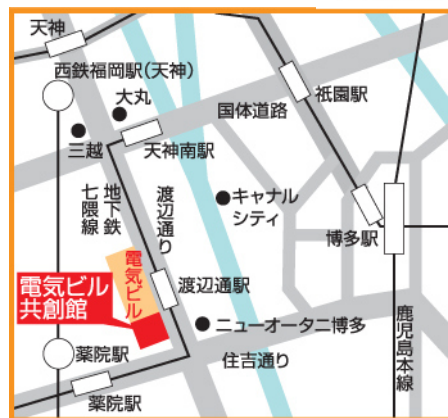 天神
西鉄福岡駅(天神)
大丸
国体道路
祇園駅
三越
天神南駅
地下鉄
七隈線
渡辺通り
キャナル
シティ
博多駅
電気ビル
渡辺通駅
電気ビル
共創館
ニューオータニ博多
鹿児島本線
薬院駅
住吉通り
薬院駅